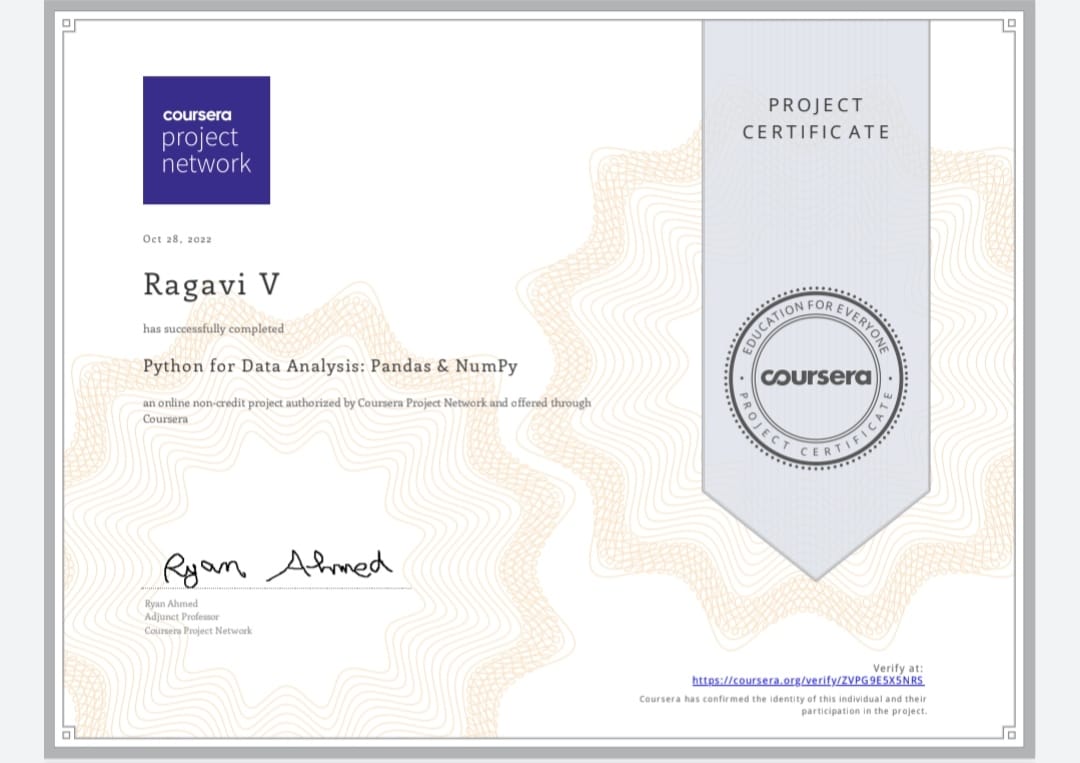 coursera
project
network
Oct 28, 2022
Ragavi V
has successfully completed
Python for Data Analysis: Pandas & NumPy
an online non-credit project authorized by Coursera Project Network and offered through
Coursera
Ryan Ahmed
Ryan Ahmed
Adjunct Professor
Coursera Project Network
PROJECT
CERTIFICATE
EDUCATION FOR EVERYONE
coursera
PROJECT CERTIFICATE
Verify at:
https://coursera.org/verify/ZVPG9E5X5NRS
Coursera has confirmed the identity of this individual and their
participation in the project.